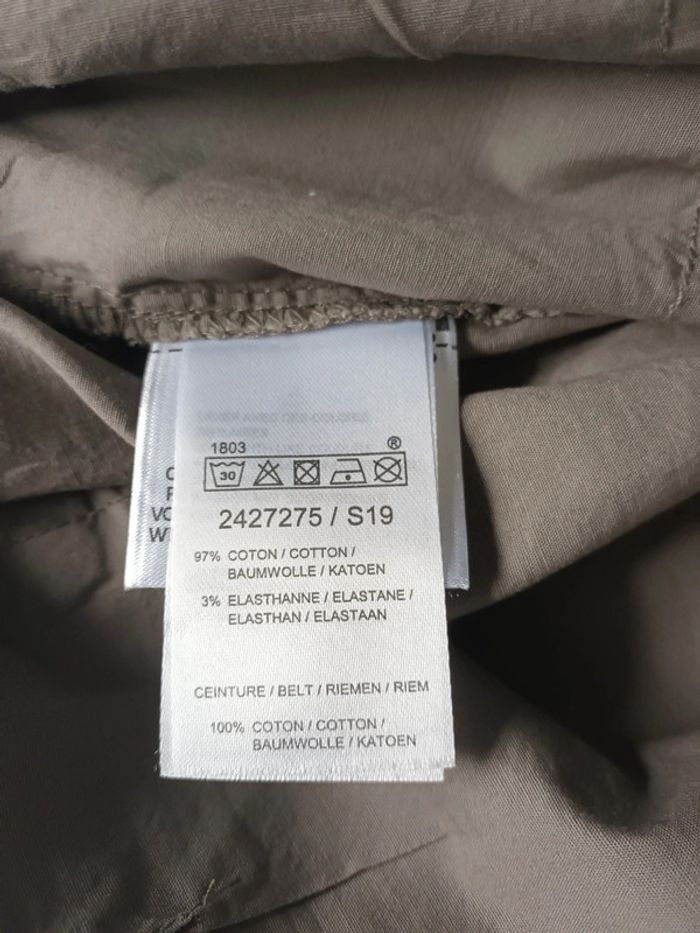 1803 ®
30
2427275 / S19
97% COTON / COTTON /
BAUMWOLLE / KATOEN
3% ELASTHANNE / ELASTANE /
ELASTHAN / ELASTAAN
CEINTURE / BELT / RIEMEN / RIEM
100% COTON / COTTON /
BAUMWOLLE / KATOEN